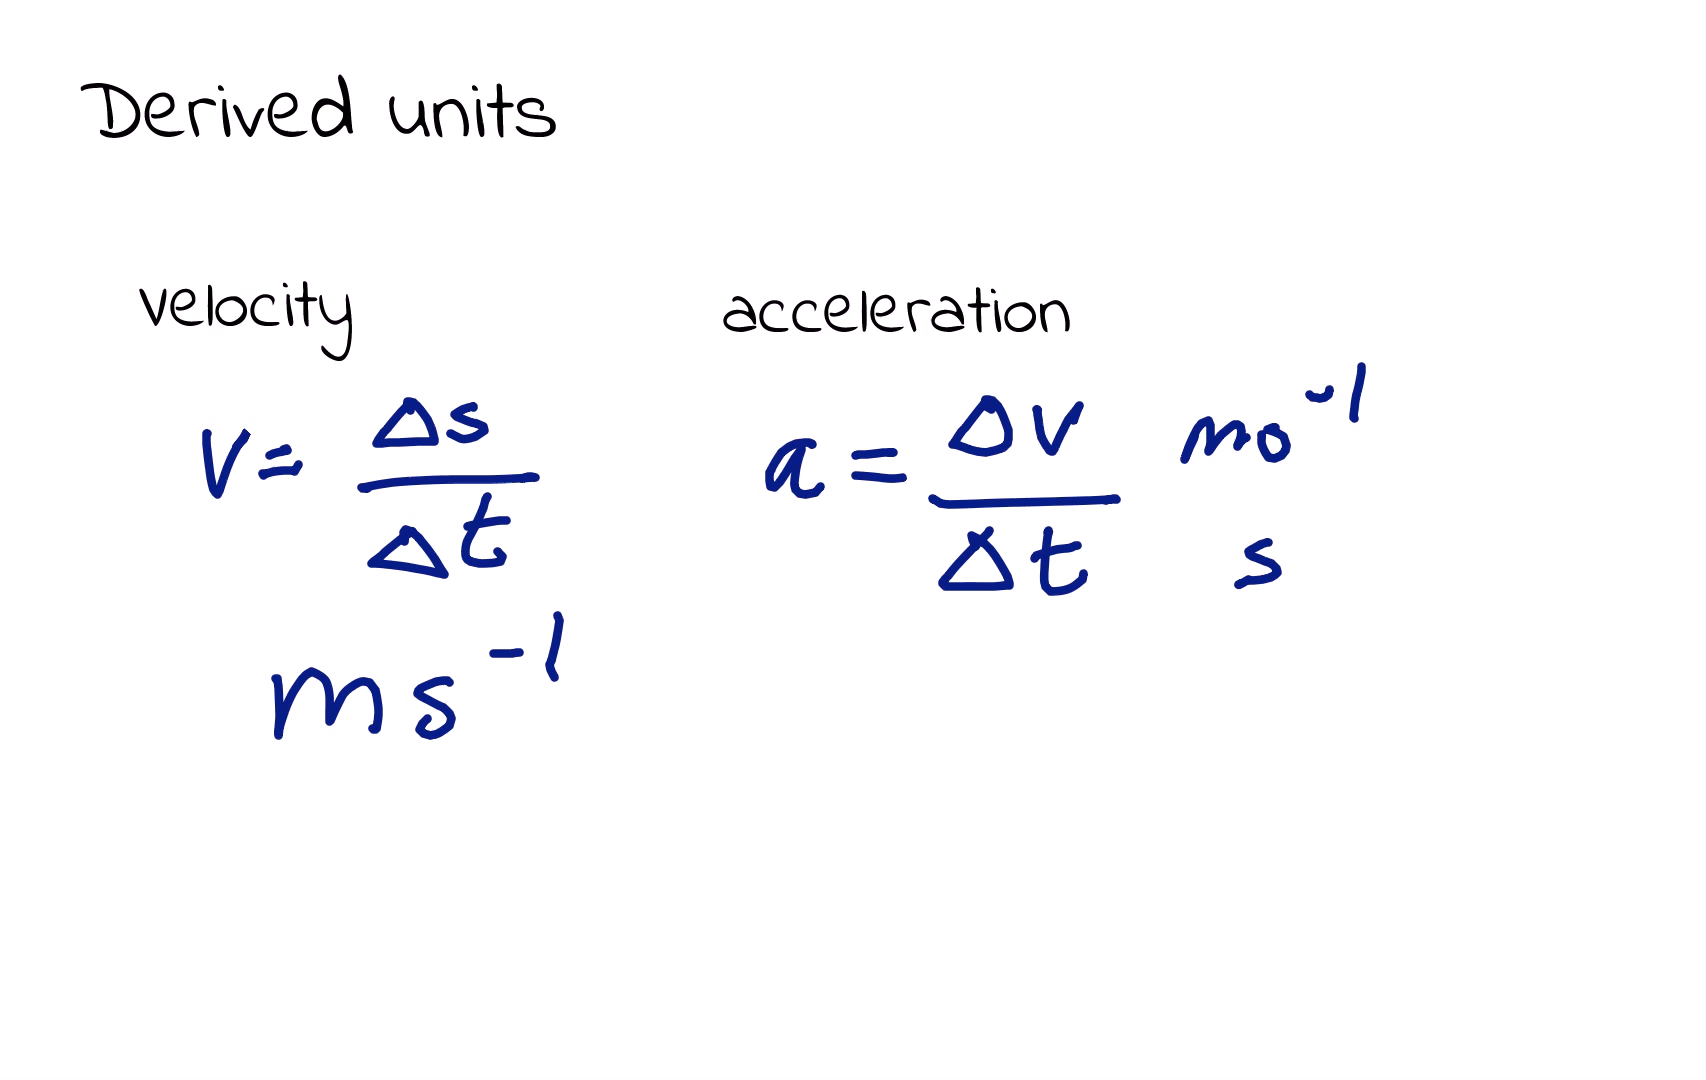 Derived units
velocity
v = Δs / Δt
ms⁻¹
acceleration
a = Δv / Δt
ms⁻¹
s